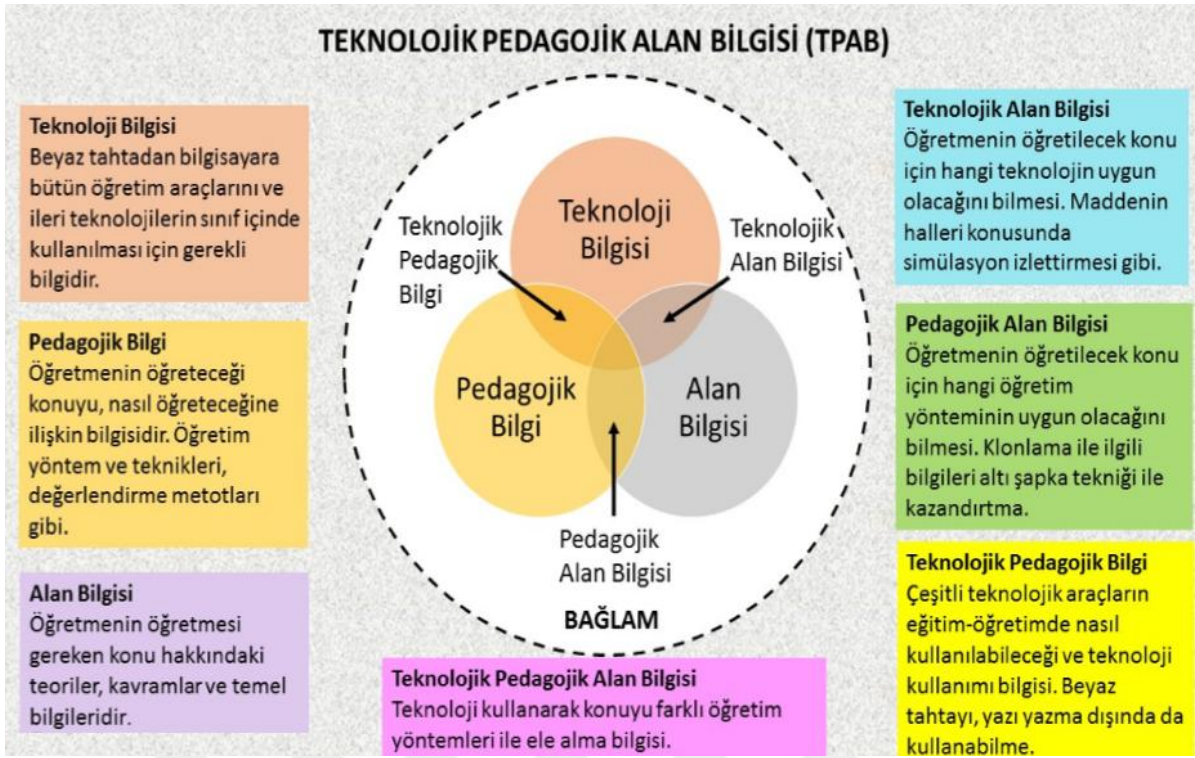 TEKNOLOJİK PEDAGOJİK ALAN BİLGİSİ (TPAB)
Teknoloji Bilgisi
Beyaz tahtadan bilgisayara
bütün öğretim araçlarını ve
ileri teknolojilerin sınıf içinde
kullanılması için gerekli
bilgidir.
Pedagojik Bilgi
Öğretmenin öğreteceği
konuyu, nasıl öğreteceğine
ilişkin bilgisidir. Öğretim
yöntem ve teknikleri,
değerlendirme metotları
gibi.
Alan Bilgisi
Öğretmenin öğretmesi
gereken konu hakkındaki
teoriler, kavramlar ve temel
bilgileridir.
Teknolojik
Pedagojik
Bilgi
Teknoloji
Bilgisi
Teknolojik
Alan Bilgisi
Pedagojik
Bilgi
Alan
Bilgisi
Pedagojik
Alan Bilgisi
BAĞLAM
Teknolojik Pedagojik Alan Bilgisi
Teknoloji kullanarak konuyu farklı öğretim
yöntemleri ile ele alma bilgisi.
Teknolojik Alan Bilgisi
Öğretmenin öğretilecek konu
için hangi teknolojin uygun
olacağını bilmesi. Maddenin
halleri konusunda
simülasyon izlettirmesi gibi.
Pedagojik Alan Bilgisi
Öğretmenin öğretilecek konu
için hangi öğretim
yönteminin uygun olacağını
bilmesi. Klonlama ile ilgili
bilgileri altı şapka tekniği ile
kazandırtma.
Teknolojik Pedagojik Bilgi
Çeşitli teknolojik araçların
eğitim-öğretimde nasıl
kullanılabileceği ve teknoloji
kullanımı bilgisi. Beyaz
tahtayı, yazı yazma dışında da
kullanabilme.